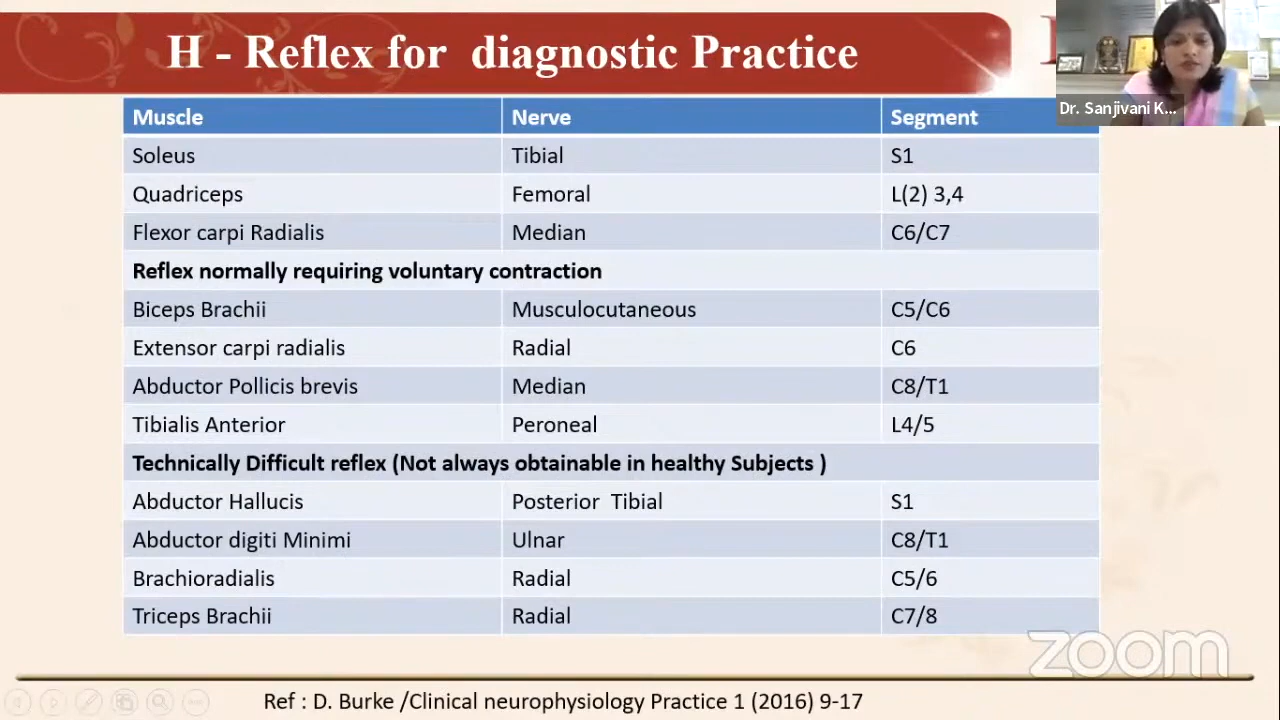 H - Reflex for diagnostic Practice
Dr. Sanjivani K...
Muscle Nerve Segment
Soleus Tibial S1
Quadriceps Femoral L(2) 3,4
Flexor carpi Radialis Median C6/C7
Reflex normally requiring voluntary contraction
Biceps Brachii Musculocutaneous C5/C6
Extensor carpi radialis Radial C6
Abductor Pollicis brevis Median C8/T1
Tibialis Anterior Peroneal L4/5
Technically Difficult reflex (Not always obtainable in healthy Subjects )
Abductor Hallucis Posterior Tibial S1
Abductor digiti Minimi Ulnar C8/T1
Brachioradialis Radial C5/6
Triceps Brachii Radial C7/8
zoom
Ref : D. Burke /Clinical neurophysiology Practice 1 (2016) 9-17